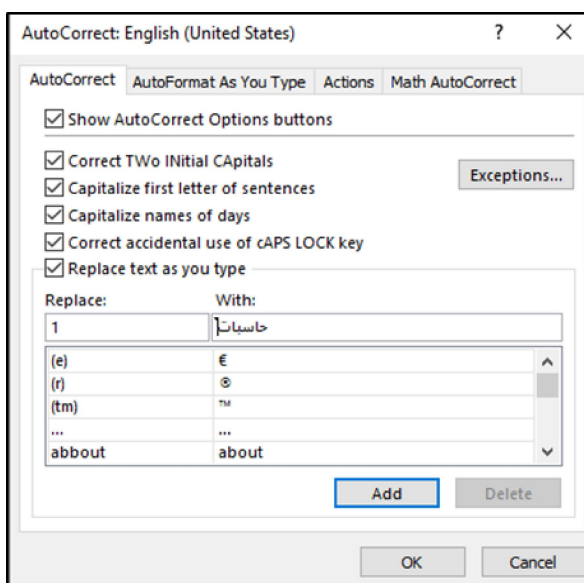 AutoCorrect: English (United States) ?
AutoCorrect AutoFormat As You Type Actions Math AutoCorrect
Show AutoCorrect Options buttons
Correct TWo INitial CApitals
Exceptions...
Capitalize first letter of sentences
Capitalize names of days
Correct accidental use of cAPS LOCK key
Replace text as you type
Replace: With:
1 حاسبات
(e) €
(r) ®
(tm) ™
... ...
abbout about
Add Delete
OK Cancel